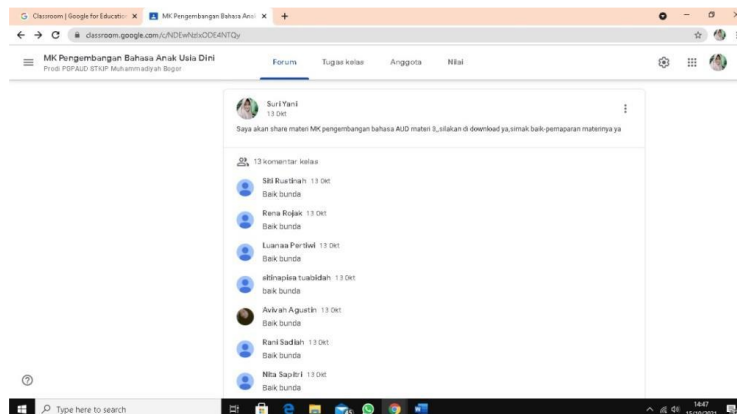 Classroom | Google for Education
MK Pengembangan Bahasa Anak
classroom.google.com/c/NDEwNzIxODE4NTQy
MK Pengembangan Bahasa Anak Usia Dini
Prodi PGPAUD STKIP Muhammadiyah Bogor
Forum
Tugas kelas
Anggota
Nilai
Suri Yani
13 Okt
Saya akan share materi MK pengembangan bahasa AUD materi 3,,silakan di download ya,simak baik-pemaparan materinya ya
13 komentar kelas
Siti Rustinah 13 Okt
Baik bunda
Rena Rojak 13 Okt
Baik bunda
Luanaa Pertiwi 13 Okt
Baik bunda
sitinapisa tuabidah 13 Okt
baik bunda
Avivah Agustin 13 Okt
Baik bunda
Rani Sadiah 13 Okt
Baik bunda
Nita Sapitri 13 Okt
Baik bunda
Type here to search
14:47
15/10/2021